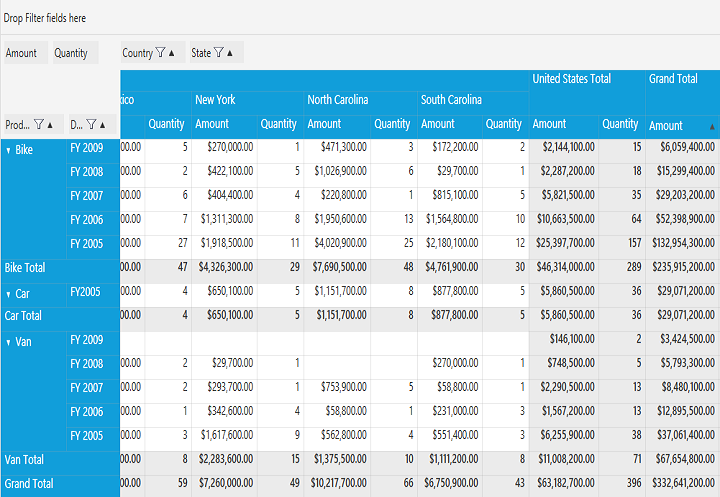 Drop Filter fields here
Amount Quantity Country State
United States Total Grand Total
ico New York North Carolina South Carolina
Prod... D... Quantity Amount Quantity Amount Quantity Amount Quantity Amount Quantity Amount
Bike FY 2009 00.00 5 $270,000.00 1 $471,300.00 3 $172,200.00 2 $2,144,100.00 15 $6,059,400.00
FY 2008 00.00 2 $422,100.00 5 $1,026,900.00 6 $29,700.00 1 $2,287,200.00 18 $15,299,400.00
FY 2007 00.00 6 $404,400.00 4 $220,800.00 1 $815,100.00 5 $5,821,500.00 35 $29,203,200.00
FY 2006 00.00 7 $1,311,300.00 8 $1,950,600.00 13 $1,564,800.00 10 $10,663,500.00 64 $52,398,900.00
FY 2005 00.00 27 $1,918,500.00 11 $4,020,900.00 25 $2,180,100.00 12 $25,397,700.00 157 $132,954,300.00
Bike Total 00.00 47 $4,326,300.00 29 $7,690,500.00 48 $4,761,900.00 30 $46,314,000.00 289 $235,915,200.00
Car FY2005 00.00 4 $650,100.00 5 $1,151,700.00 8 $877,800.00 5 $5,860,500.00 36 $29,071,200.00
Car Total 00.00 4 $650,100.00 5 $1,151,700.00 8 $877,800.00 5 $5,860,500.00 36 $29,071,200.00
Van FY 2009 $146,100.00 2 $3,424,500.00
FY 2008 00.00 2 $29,700.00 1 $270,000.00 1 $748,500.00 5 $5,793,300.00
FY 2007 00.00 2 $293,700.00 1 $753,900.00 5 $58,800.00 1 $2,290,500.00 13 $8,480,100.00
FY 2006 00.00 1 $342,600.00 4 $58,800.00 1 $231,000.00 3 $1,567,200.00 13 $12,895,500.00
FY 2005 00.00 3 $1,617,600.00 9 $562,800.00 4 $551,400.00 3 $6,255,900.00 38 $37,061,400.00
Van Total 00.00 8 $2,283,600.00 15 $1,375,500.00 10 $1,111,200.00 8 $11,008,200.00 71 $67,654,800.00
Grand Total 00.00 59 $7,260,000.00 49 $10,217,700.00 66 $6,750,900.00 43 $63,182,700.00 396 $332,641,200.00